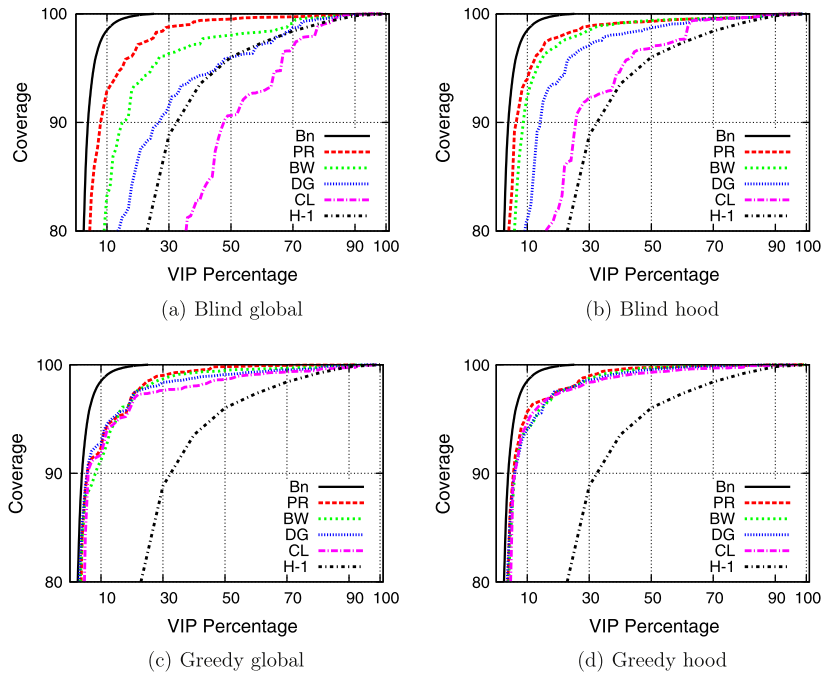 100
90
80
Coverage
Bn
PR
BW
DG
CL
H-1
10 30 50 70 90 100
VIP Percentage
(a) Blind global
100
90
80
Coverage
Bn
PR
BW
DG
CL
H-1
10 30 50 70 90 100
VIP Percentage
(b) Blind hood
100
90
80
Coverage
Bn
PR
BW
DG
CL
H-1
10 30 50 70 90 100
VIP Percentage
(c) Greedy global
100
90
80
Coverage
Bn
PR
BW
DG
CL
H-1
10 30 50 70 90 100
VIP Percentage
(d) Greedy hood